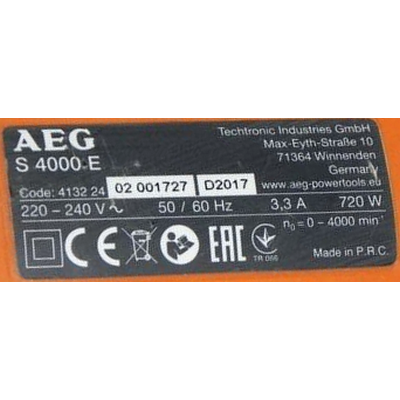 AEG
S 4000 E
Techtronic Industries GmbH
Max-Eyth-Straße 10
71364 Winnenden
Germany
www.aeg-powertools.eu
Code: 4132 24 02 001727 D2017
220 – 240 V ~ 50 / 60 Hz 3,3 A 720 W
n₀ = 0 – 4000 min⁻
CE EAC
TR 066
Made in P.R.C.